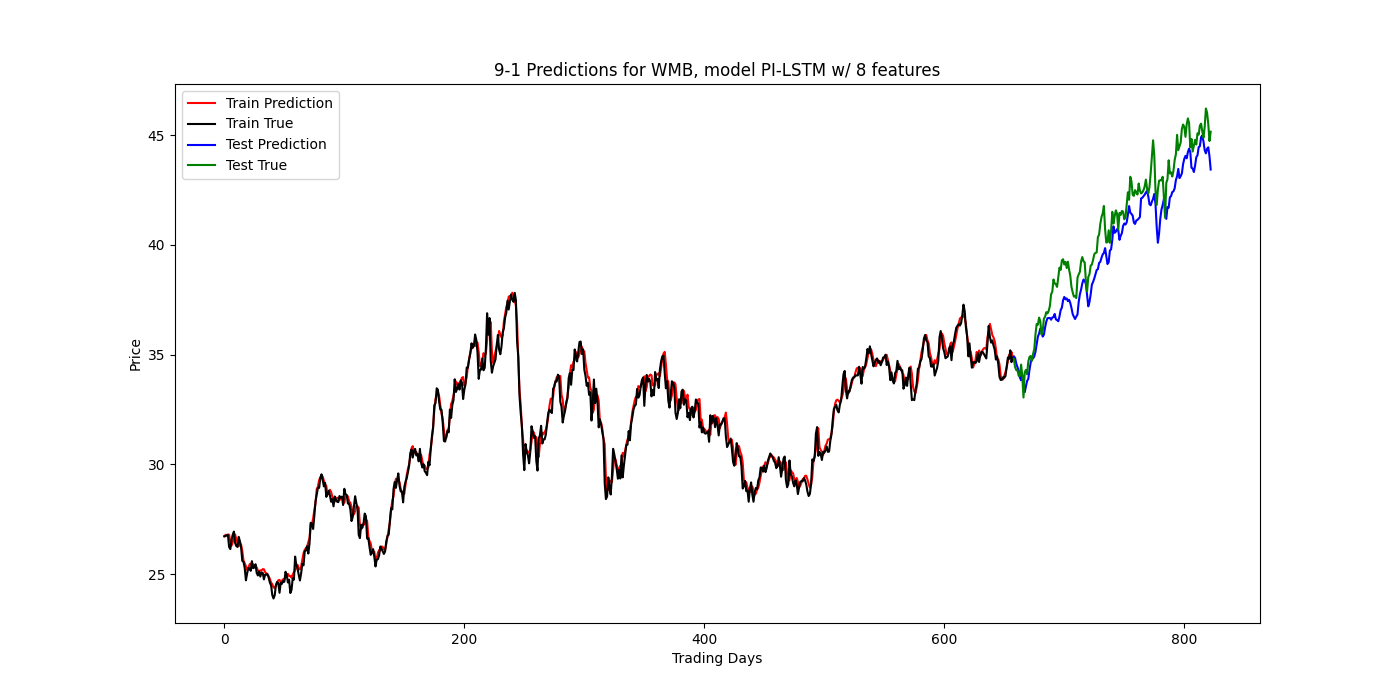 9-1 Predictions for WMB, model PI-LSTM w/ 8 features
Train Prediction
Train True
Test Prediction
Test True
45
40
35
30
25
Price
0 200 400 600 800
Trading Days